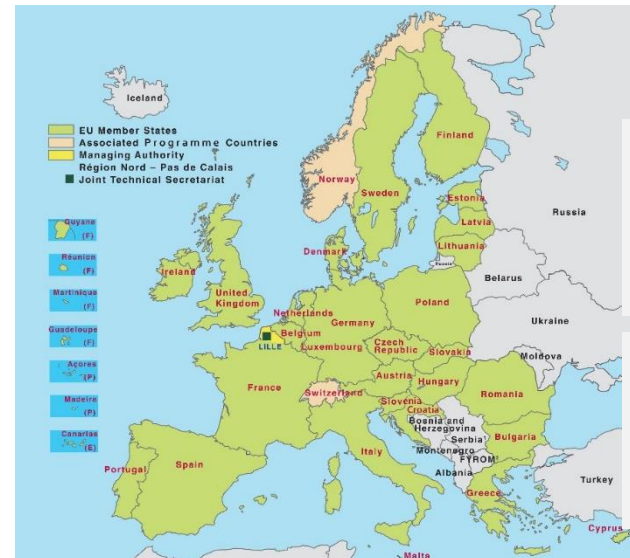 Iceland
EU Member States
Associated Programme Countries
Managing Authority
Région Nord – Pas de Calais
Joint Technical Secretariat
Guyane
(F)
Réunion
(F)
Martinique
(F)
Guadeloupe
(F)
Açores
(P)
Madeira
(P)
Canarias
(E)
Finland
Norway
Sweden
Estonia
Latvia
Lithuania
Russia
Russia
Denmark
Belarus
Ireland
United
Kingdom
Netherlands
Poland
Germany
Belgium
LILLE
Luxembourg
Ukraine
Czech
Republic
Slovakia
Moldova
Austria
Hungary
France
Switzerland
Slovenia
Romania
Croatia
Bosnia and
Herzegovina
Serbia
Bulgaria
Montenegro
FYROM
Italy
Albania
Portugal
Spain
Turkey
Greece
Cyprus
Malta